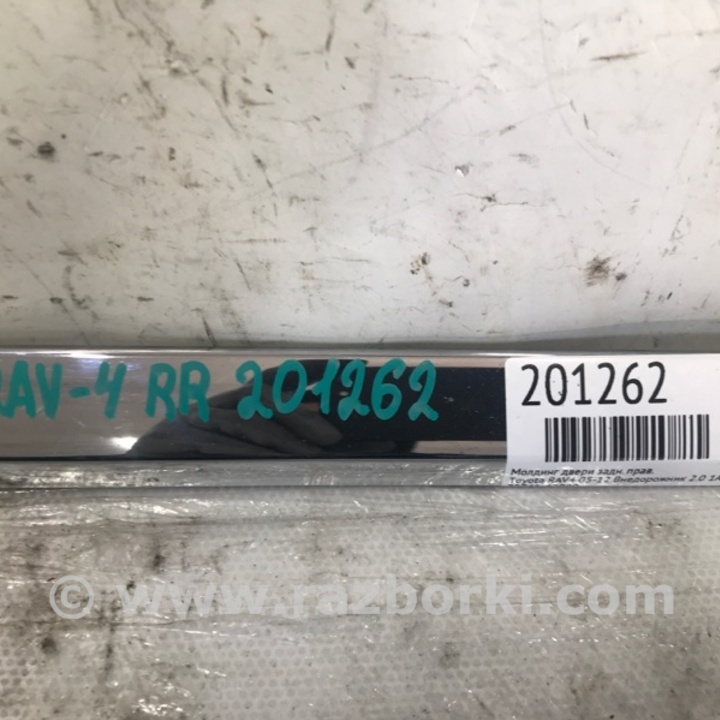 RAV-4 RR 201262
201262
Молдинг двери задн. прав.
Toyota RAV4 05-12 Внедорожник 2.0 1A
© www.razborki.com